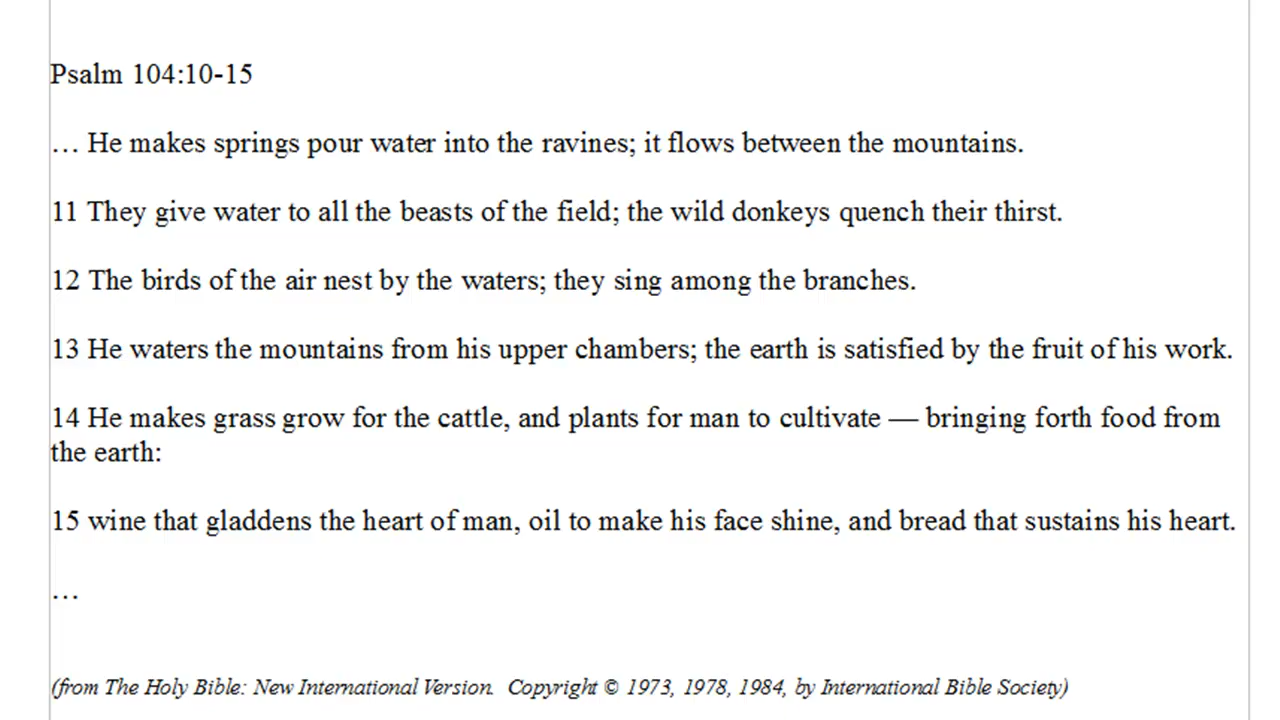 Psalm 104:10-15
… He makes springs pour water into the ravines; it flows between the mountains.
11 They give water to all the beasts of the field; the wild donkeys quench their thirst.
12 The birds of the air nest by the waters; they sing among the branches.
13 He waters the mountains from his upper chambers; the earth is satisfied by the fruit of his work.
14 He makes grass grow for the cattle, and plants for man to cultivate — bringing forth food from
the earth:
15 wine that gladdens the heart of man, oil to make his face shine, and bread that sustains his heart.
…
(from The Holy Bible: New International Version. Copyright © 1973, 1978, 1984, by International Bible Society)